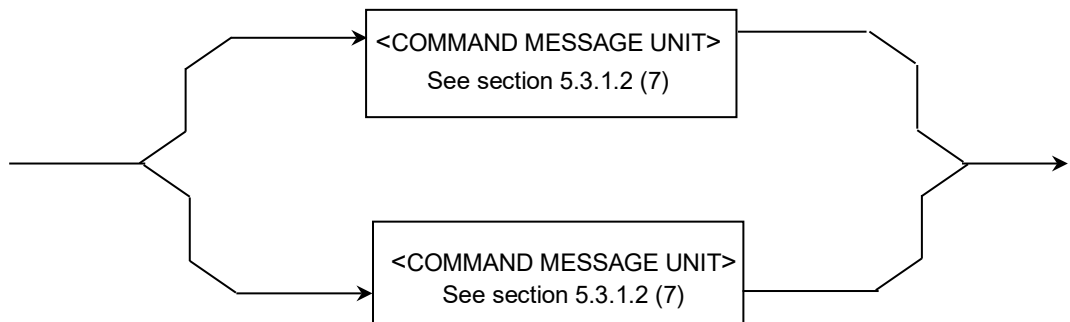 <COMMAND MESSAGE UNIT>
See section 5.3.1.2 (7)
<COMMAND MESSAGE UNIT>
See section 5.3.1.2 (7)